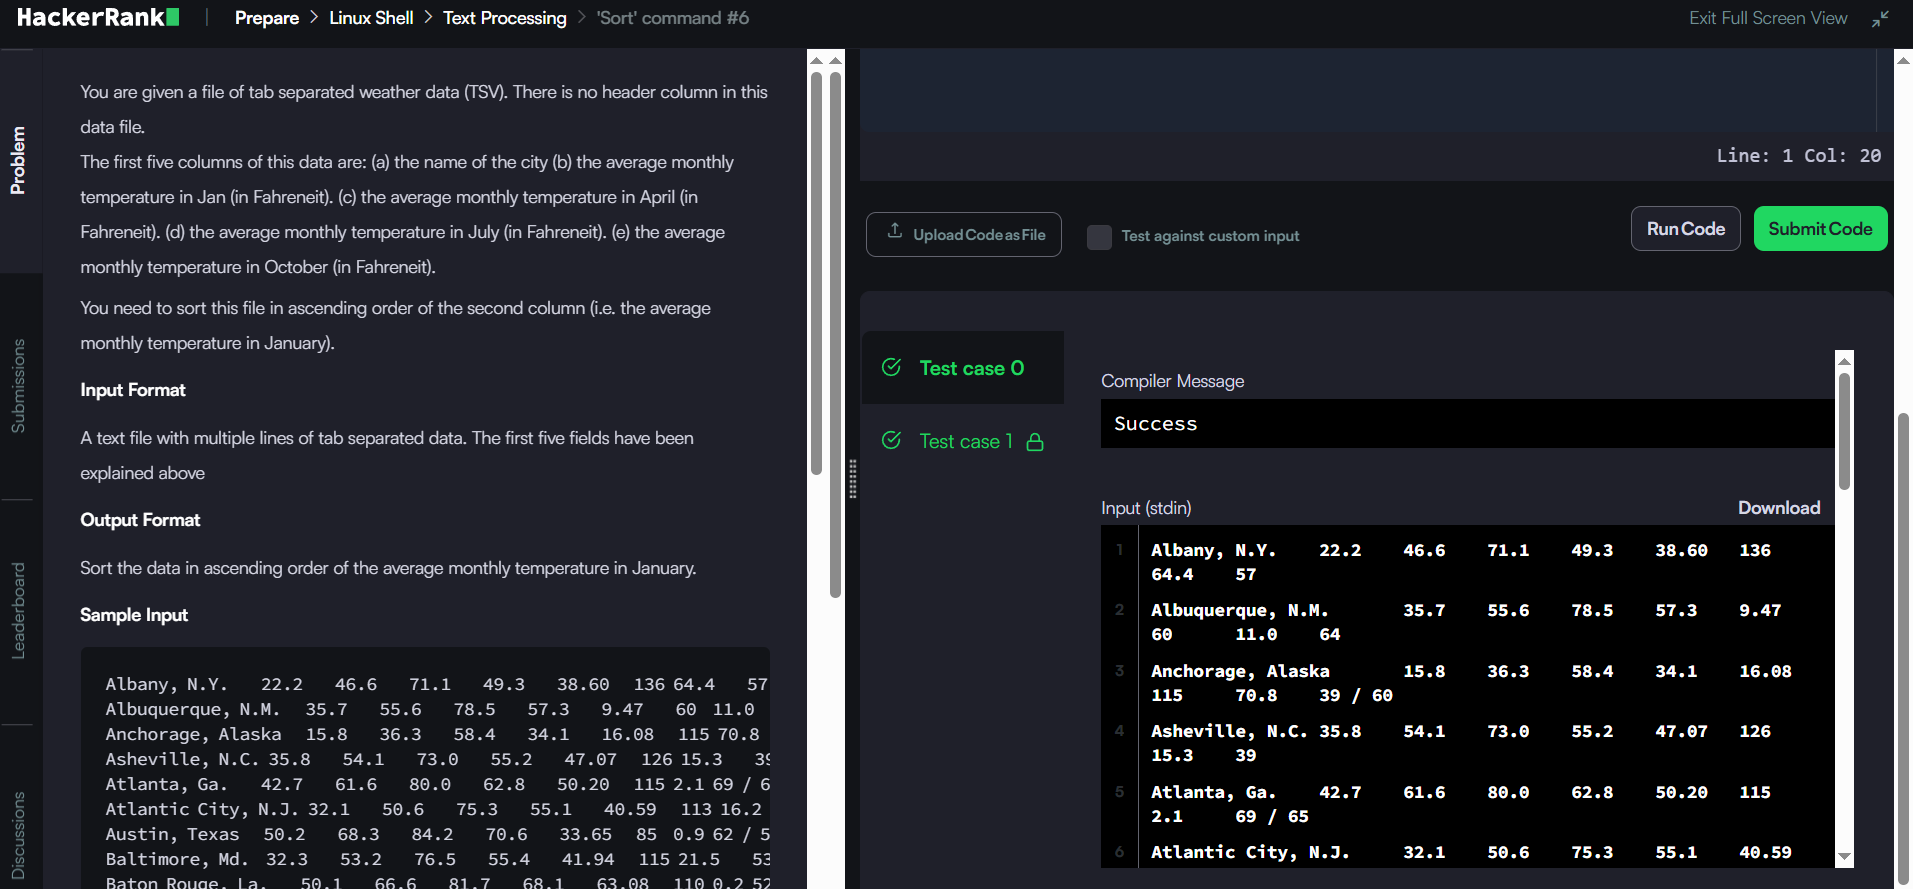 HackerRank | Prepare > Linux Shell > Text Processing > 'Sort' command #6
Exit Full Screen View
Problem
Submissions
Leaderboard
Discussions
You are given a file of tab separated weather data (TSV). There is no header column in this
data file.
The first five columns of this data are: (a) the name of the city (b) the average monthly
temperature in Jan (in Fahreneit). (c) the average monthly temperature in April (in
Fahreneit). (d) the average monthly temperature in July (in Fahreneit). (e) the average
monthly temperature in October (in Fahreneit).
You need to sort this file in ascending order of the second column (i.e. the average
monthly temperature in January).
Input Format
A text file with multiple lines of tab separated data. The first five fields have been
explained above
Output Format
Sort the data in ascending order of the average monthly temperature in January.
Sample Input
Albany, N.Y. 22.2 46.6 71.1 49.3 38.60 136 64.4 57
Albuquerque, N.M. 35.7 55.6 78.5 57.3 9.47 60 11.0
Anchorage, Alaska 15.8 36.3 58.4 34.1 16.08 115 70.8
Asheville, N.C. 35.8 54.1 73.0 55.2 47.07 126 15.3 39
Atlanta, Ga. 42.7 61.6 80.0 62.8 50.20 115 2.1 69 / 6
Atlantic City, N.J. 32.1 50.6 75.3 55.1 40.59 113 16.2
Austin, Texas 50.2 68.3 84.2 70.6 33.65 85 0.9 62 / 5
Baltimore, Md. 32.3 53.2 76.5 55.4 41.94 115 21.5 53
Baton Rouge, La. 50.1 66.6 81.7 68.1 63.08 110 0.2 52
Line: 1 Col: 20
Upload Code as File
Test against custom input
Run Code
Submit Code
Test case 0
Test case 1
Compiler Message
Success
Input (stdin)
Download
1 Albany, N.Y. 22.2 46.6 71.1 49.3 38.60 136
64.4 57
2 Albuquerque, N.M. 35.7 55.6 78.5 57.3 9.47
60 11.0 64
3 Anchorage, Alaska 15.8 36.3 58.4 34.1 16.08
115 70.8 39 / 60
4 Asheville, N.C. 35.8 54.1 73.0 55.2 47.07 126
15.3 39
5 Atlanta, Ga. 42.7 61.6 80.0 62.8 50.20 115
2.1 69 / 65
6 Atlantic City, N.J. 32.1 50.6 75.3 55.1 40.59